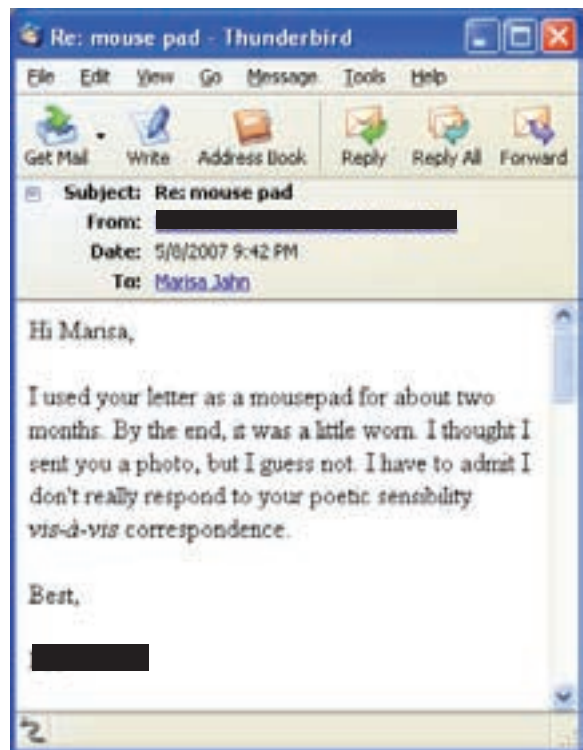 Re: mouse pad - Thunderbird
File Edit View Go Message Tools Help
Get Mail Write Address Book Reply Reply All Forward
Subject: Re: mouse pad
From:
Date: 5/8/2007 9:42 PM
To: Marisa Jahn
Hi Marisa,
I used your letter as a mousepad for about two
months. By the end, it was a little worn. I thought I
sent you a photo, but I guess not. I have to admit I
don't really respond to your poetic sensibility
vis-à-vis correspondence.
Best,